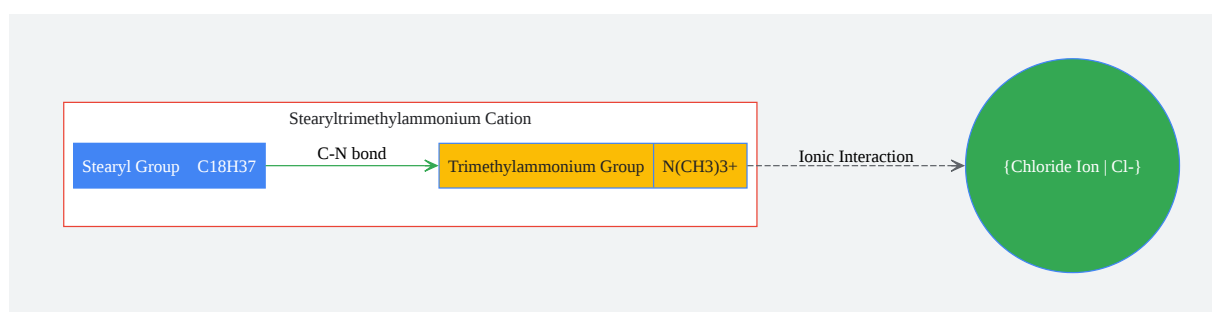 Stearyltrimethylammonium Cation
Stearyl Group C18H37
C-N bond
Trimethylammonium Group N(CH3)3+
Ionic Interaction
{Chloride Ion | Cl-}